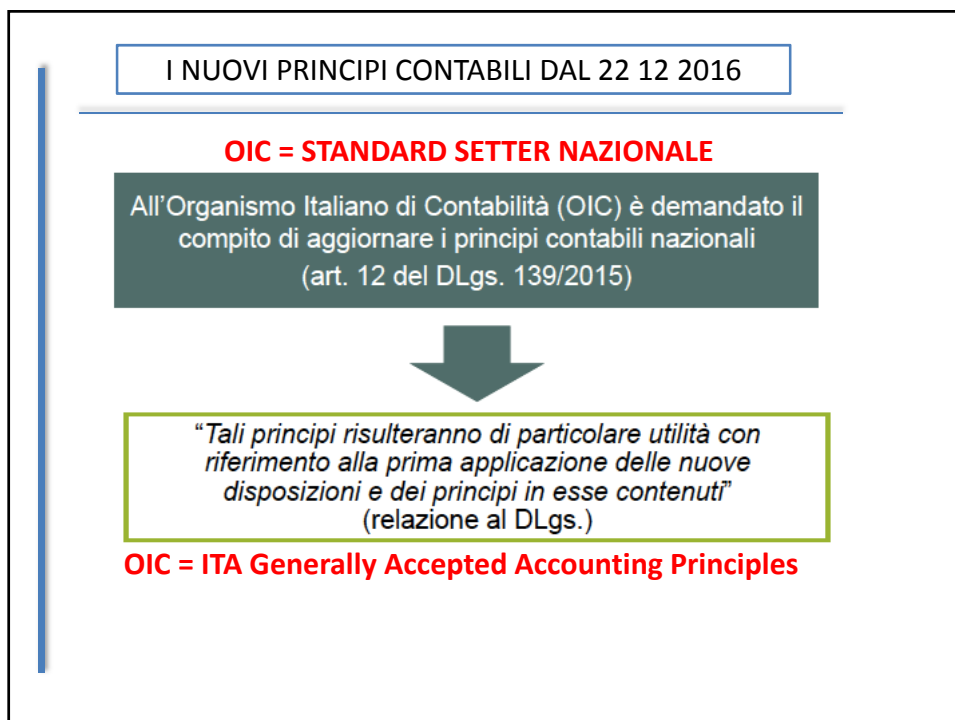 I NUOVI PRINCIPI CONTABILI DAL 22 12 2016
OIC = STANDARD SETTER NAZIONALE
All'Organismo Italiano di Contabilità (OIC) è demandato il
compito di aggiornare i principi contabili nazionali
(art. 12 del DLgs. 139/2015)
“Tali principi risulteranno di particolare utilità con
riferimento alla prima applicazione delle nuove
disposizioni e dei principi in esse contenuti”
(relazione al DLgs.)
OIC = ITA Generally Accepted Accounting Principles